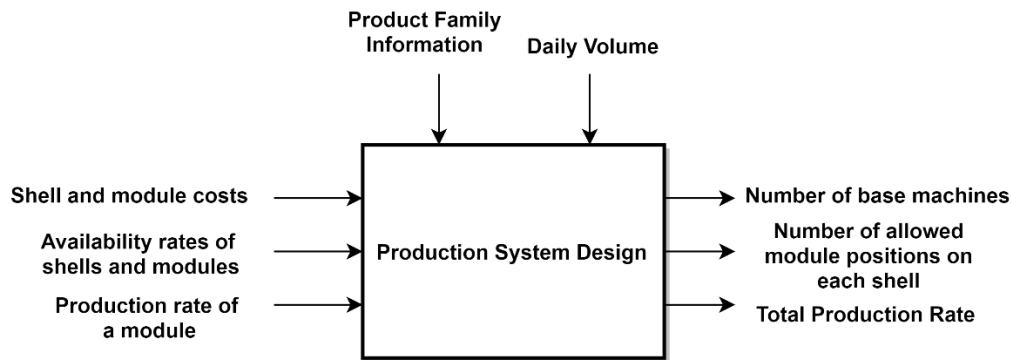 Product Family
Information
Daily Volume
Shell and module costs
Availability rates of
shells and modules
Production rate of
a module
Production System Design
Number of base machines
Number of allowed
module positions on
each shell
Total Production Rate